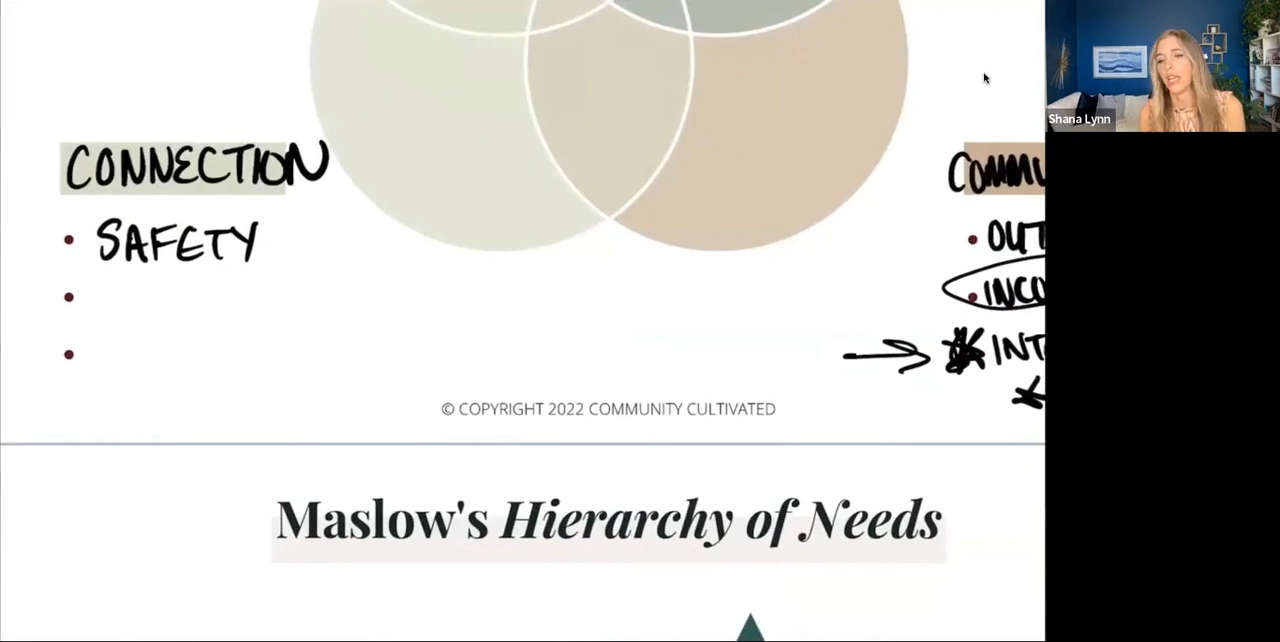 Shana Lynn
CONNECTION
• SAFETY
© COPYRIGHT 2022 COMMUNITY CULTIVATED
Maslow's Hierarchy of Needs